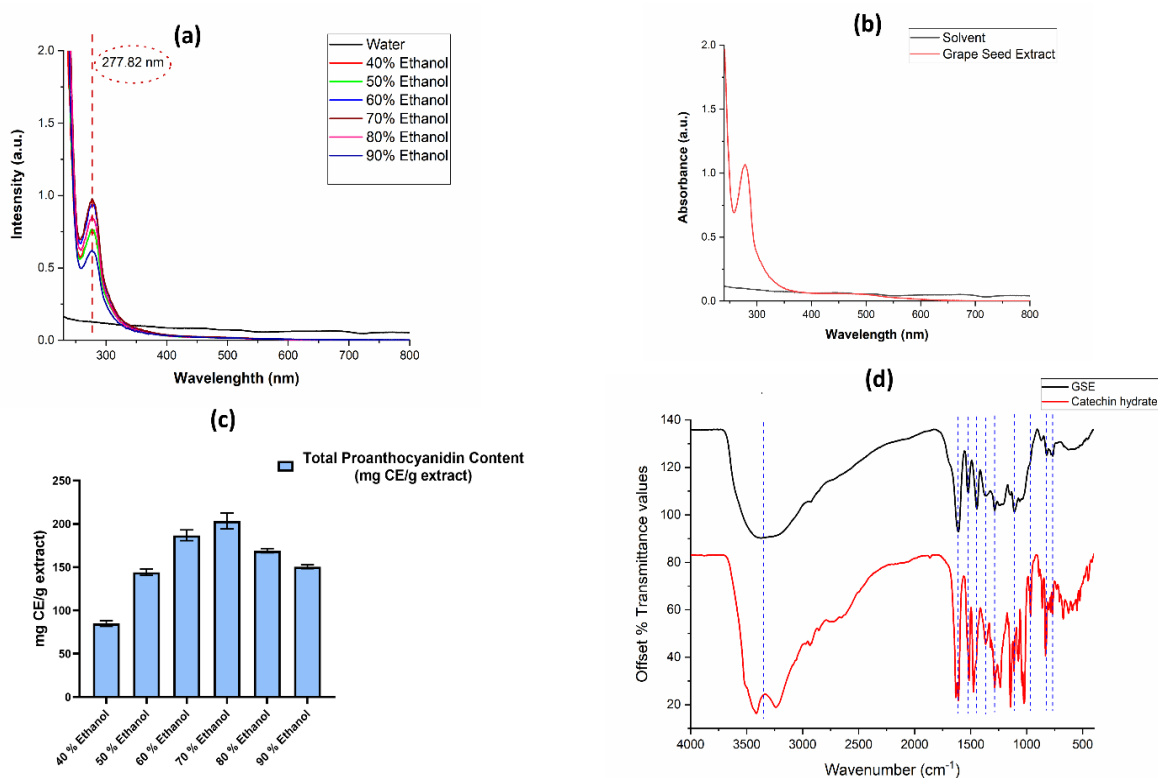 (a)
277.82 nm
Water
40% Ethanol
50% Ethanol
60% Ethanol
70% Ethanol
80% Ethanol
90% Ethanol
2.0
1.5
1.0
0.5
0.0
Intesnsity (a.u.)
300 400 500 600 700 800
Wavelenghth (nm)
(b)
Solvent
Grape Seed Extract
2.0
1.5
1.0
0.5
0.0
Absorbance (a.u.)
300 400 500 600 700 800
Wavelength (nm)
(c)
Total Proanthocyanidin Content
(mg CE/g extract)
250
200
150
100
50
0
mg CE/g extract)
40 % Ethanol
50 % Ethanol
60 % Ethanol
70 % Ethanol
80 % Ethanol
90 % Ethanol
(d)
GSE
Catechin hydrate
140
120
100
80
60
40
20
Offset % Transmittance values
4000 3500 3000 2500 2000 1500 1000 500
Wavenumber (cm⁻¹)